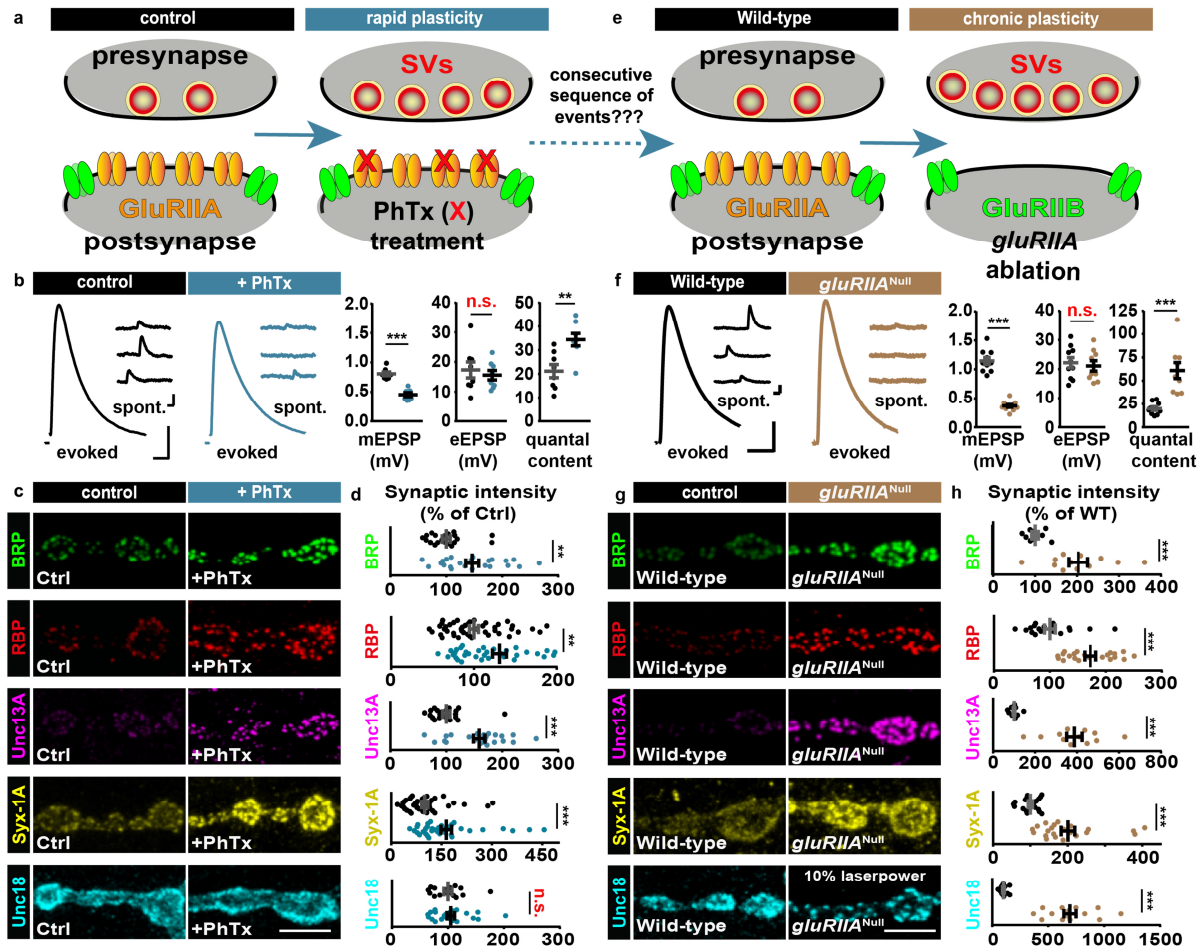 a
control
rapid plasticity
presynapse
SVs
GluRIIA
postsynapse
X X X
PhTx (X)
treatment
consecutive
sequence of
events???
e
Wild-type
chronic plasticity
presynapse
SVs
GluRIIA
postsynapse
GluRIIB
gluRIIA
ablation
b
control
+ PhTx
spont.
spont.
evoked
evoked
2.0
1.5
1.0
0.5
0.0
***
mEPSP
(mV)
60
40
20
0
n.s.
eEPSP
(mV)
50
40
30
20
10
0
**
quantal
content
f
Wild-type
gluRIIANull
spont.
spont.
evoked
evoked
2.0
1.5
1.0
0.5
0.0
***
mEPSP
(mV)
60
40
20
0
n.s.
eEPSP
(mV)
125
100
75
50
25
0
***
quantal
content
c
control
+ PhTx
BRP
Ctrl
+PhTx
RBP
Ctrl
+PhTx
Unc13A
Ctrl
+PhTx
Syx-1A
Ctrl
+PhTx
Unc18
Ctrl
+PhTx
d
Synaptic intensity
(% of Ctrl)
BRP
**
0 100 200 300
RBP
**
0 100 200
Unc13A
***
0 100 200 300
Syx-1A
***
0 150 300 450
Unc18
n.s.
0 100 200 300
g
control
gluRIIANull
BRP
Wild-type
gluRIIANull
RBP
Wild-type
gluRIIANull
Unc13A
Wild-type
gluRIIANull
Syx-1A
Wild-type
gluRIIANull
Unc18
Wild-type
10% laserpower
gluRIIANull
h
Synaptic intensity
(% of WT)
BRP
***
0 100 200 300 400
RBP
***
0 100 200 300
Unc13A
***
0 200 400 600 800
Syx-1A
***
0 200 400
Unc18
***
0 500 1000 1500